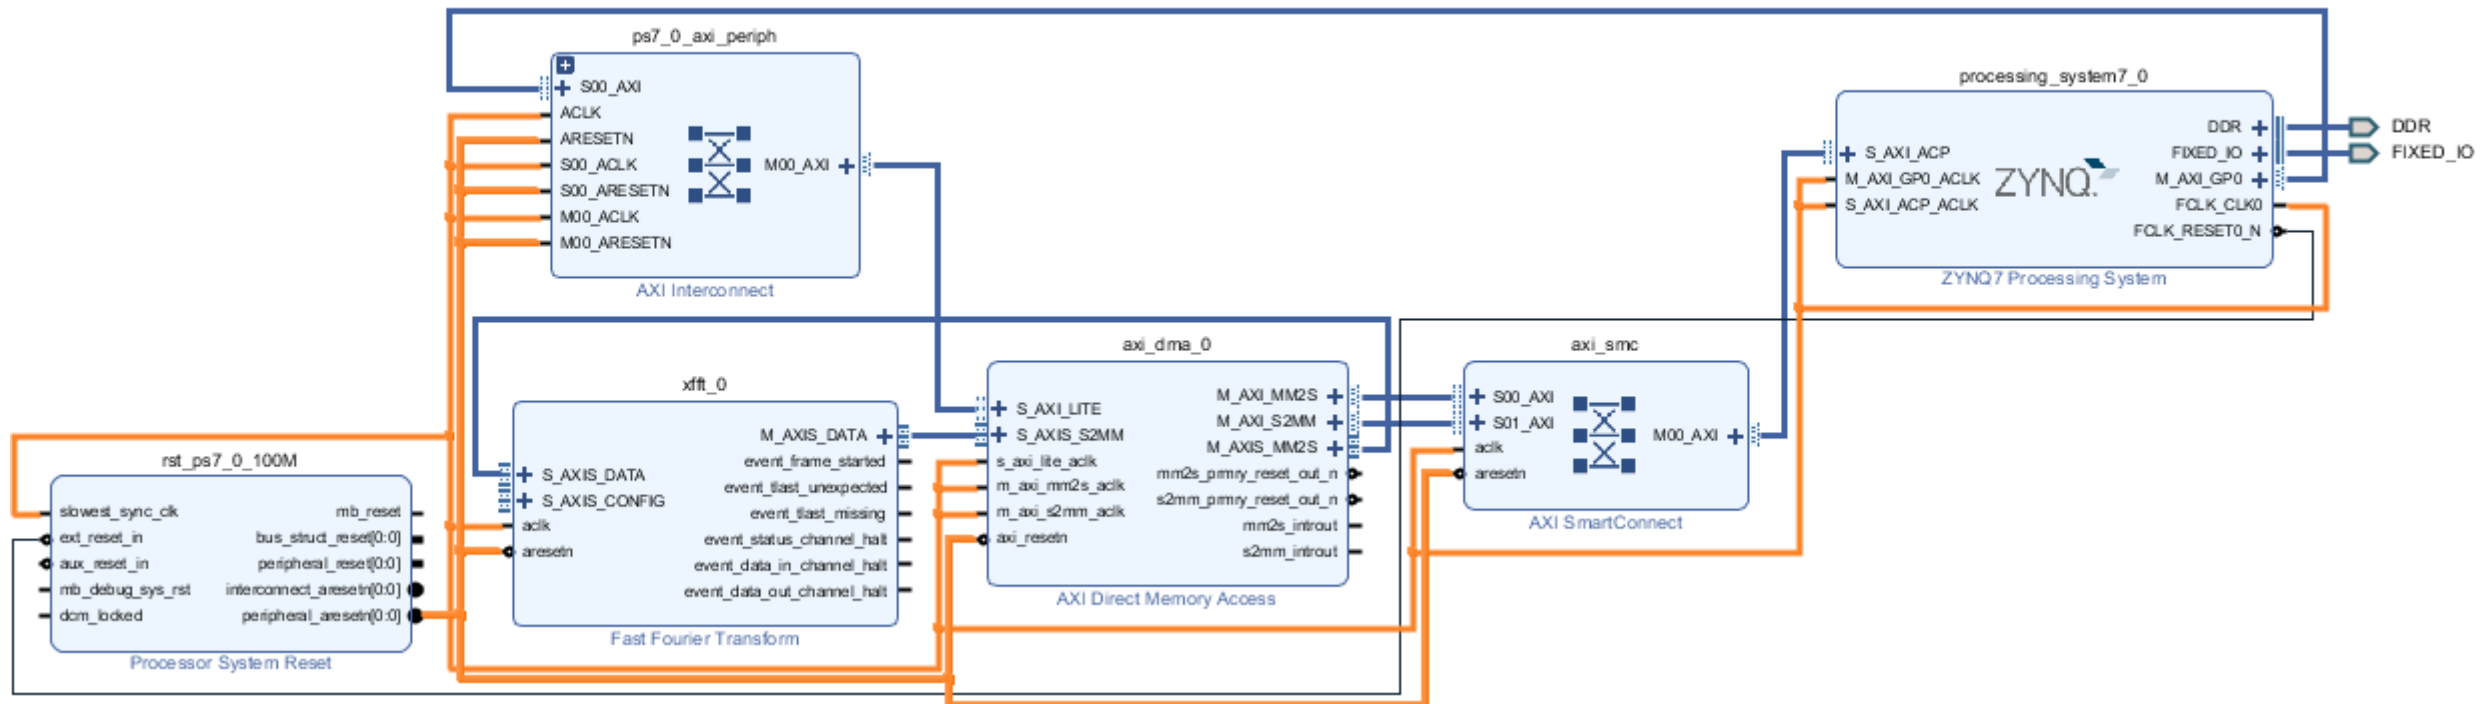 ps7_0_axi_periph
S00_AXI
ACLK
ARESETN
S00_ACLK
S00_ARESETN
M00_ACLK
M00_ARESETN
M00_AXI
AXI Interconnect
processing_system7_0
S_AXI_ACP
M_AXI_GP0_ACLK
S_AXI_ACP_ACLK
ZYNQ.
DDR
FIXED_IO
M_AXI_GP0
FCLK_CLK0
FCLK_RESET0_N
ZYNQ7 Processing System
DDR
FIXED_IO
rst_ps7_0_100M
slowest_sync_clk
ext_reset_in
aux_reset_in
mb_debug_sys_rst
dcm_locked
mb_reset
bus_struct_reset[0:0]
peripheral_reset[0:0]
interconnect_aresetn[0:0]
peripheral_aresetn[0:0]
Processor System Reset
xfft_0
S_AXIS_DATA
S_AXIS_CONFIG
aclk
aresetn
M_AXIS_DATA
event_frame_started
event_tlast_unexpected
event_tlast_missing
event_status_channel_halt
event_data_in_channel_halt
event_data_out_channel_halt
Fast Fourier Transform
axi_dma_0
S_AXI_LITE
S_AXIS_S2MM
s_axi_lite_aclk
m_axi_mm2s_aclk
m_axi_s2mm_aclk
axi_resetn
M_AXI_MM2S
M_AXI_S2MM
M_AXIS_MM2S
mm2s_prmry_reset_out_n
s2mm_prmry_reset_out_n
mm2s_introut
s2mm_introut
AXI Direct Memory Access
axi_smc
S00_AXI
S01_AXI
aclk
aresetn
M00_AXI
AXI SmartConnect